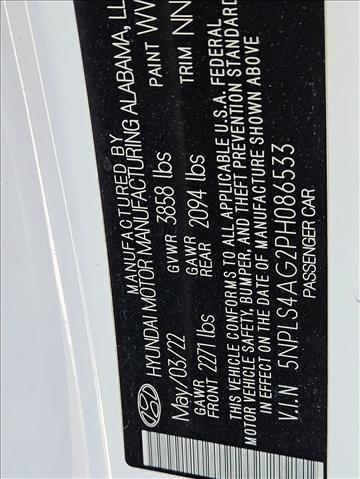 MANUFACTURED BY
HYUNDAI MOTOR MANUFACTURING ALABAMA, LL
May/03/22 GVWR 3858 lbs PAINT WW
GAWR FRONT 2271 lbs GAWR REAR 2094 lbs TRIM NN
THIS VEHICLE CONFORMS TO ALL APPLICABLE U.S.A. FEDERAL
MOTOR VEHICLE SAFETY, BUMPER, AND THEFT PREVENTION STANDARD
IN EFFECT ON THE DATE OF MANUFACTURE SHOWN ABOVE
V.I.N 5NPLS4AG2PH086533
PASSENGER CAR